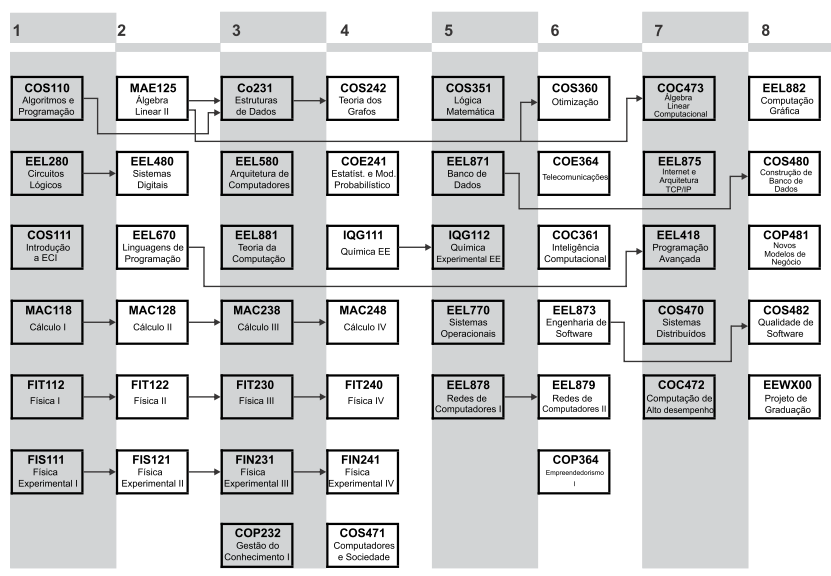 1
2
3
4
5
6
7
8
COS110
Algoritmos e
Programação
MAE125
Álgebra
Linear II
Co231
Estruturas
de Dados
COS242
Teoria dos
Grafos
COS351
Lógica
Matemática
COS360
Otimização
COC473
Álgebra
Linear
Computacional
EEL882
Computação
Gráfica
EEL280
Circuitos
Lógicos
EEL480
Sistemas
Digitais
EEL580
Arquitetura de
Computadores
COE241
Estatíst. e Mod.
Probabilístico
EEL871
Banco de
Dados
COE364
Telecomunicações
EEL875
Internet e
Arquitetura
TCP/IP
COS480
Construção de
Banco de
Dados
COS111
Introdução
a ECI
EEL670
Linguagens de
Programação
EEL881
Teoria da
Computação
IQG111
Química EE
IQG112
Química
Experimental EE
COC361
Inteligência
Computacional
EEL418
Programação
Avançada
COP481
Novos
Modelos de
Negócio
MAC118
Cálculo I
MAC128
Cálculo II
MAC238
Cálculo III
MAC248
Cálculo IV
EEL770
Sistemas
Operacionais
EEL873
Engenharia de
Software
COS470
Sistemas
Distribuídos
COS482
Qualidade de
Software
FIT112
Física I
FIT122
Física II
FIT230
Física III
FIT240
Física IV
EEL878
Redes de
Computadores I
EEL879
Redes de
Computadores II
COC472
Computação de
Alto desempenho
EEWX00
Projeto de
Graduação
FIS111
Física
Experimental I
FIS121
Física
Experimental II
FIN231
Física
Experimental III
FIN241
Física
Experimental IV
COP364
Empreendedorismo
I
COP232
Gestão do
Conhecimento I
COS471
Computadores
e Sociedade